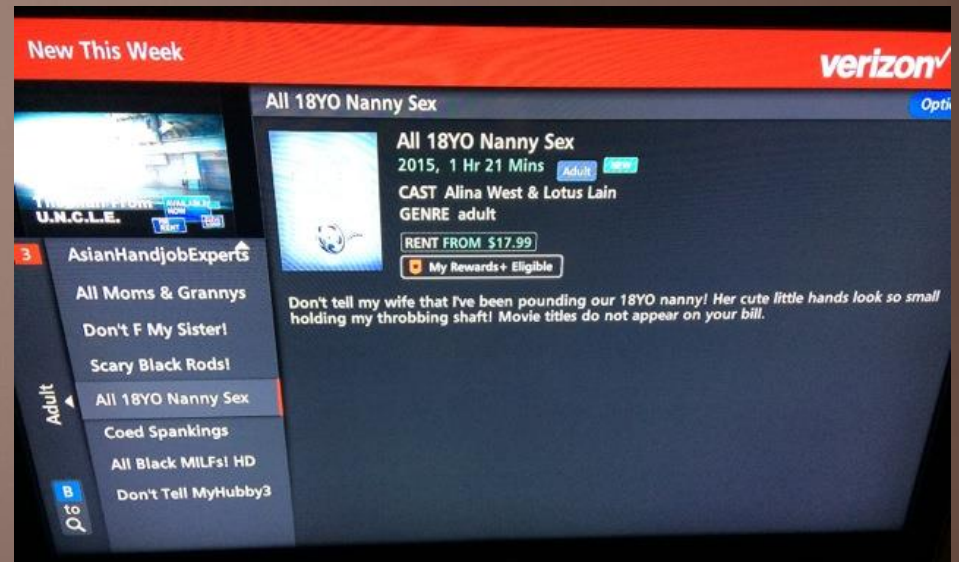 New This Week
verizon
All 18YO Nanny Sex
All 18YO Nanny Sex
2015, 1 Hr 21 Mins Adult NEW
CAST Alina West & Lotus Lain
GENRE adult
RENT FROM $17.99
My Rewards+ Eligible
Don't tell my wife that I've been pounding our 18YO nanny! Her cute little hands look so small
holding my throbbing shaft! Movie titles do not appear on your bill.
U.N.C.L.E.
AVAILABLE
NOW
RENT
3
AsianHandjobExperts
All Moms & Grannys
Don't F My Sister!
Scary Black Rods!
All 18YO Nanny Sex
Coed Spankings
All Black MILFs! HD
Don't Tell MyHubby3
Adult
B
to